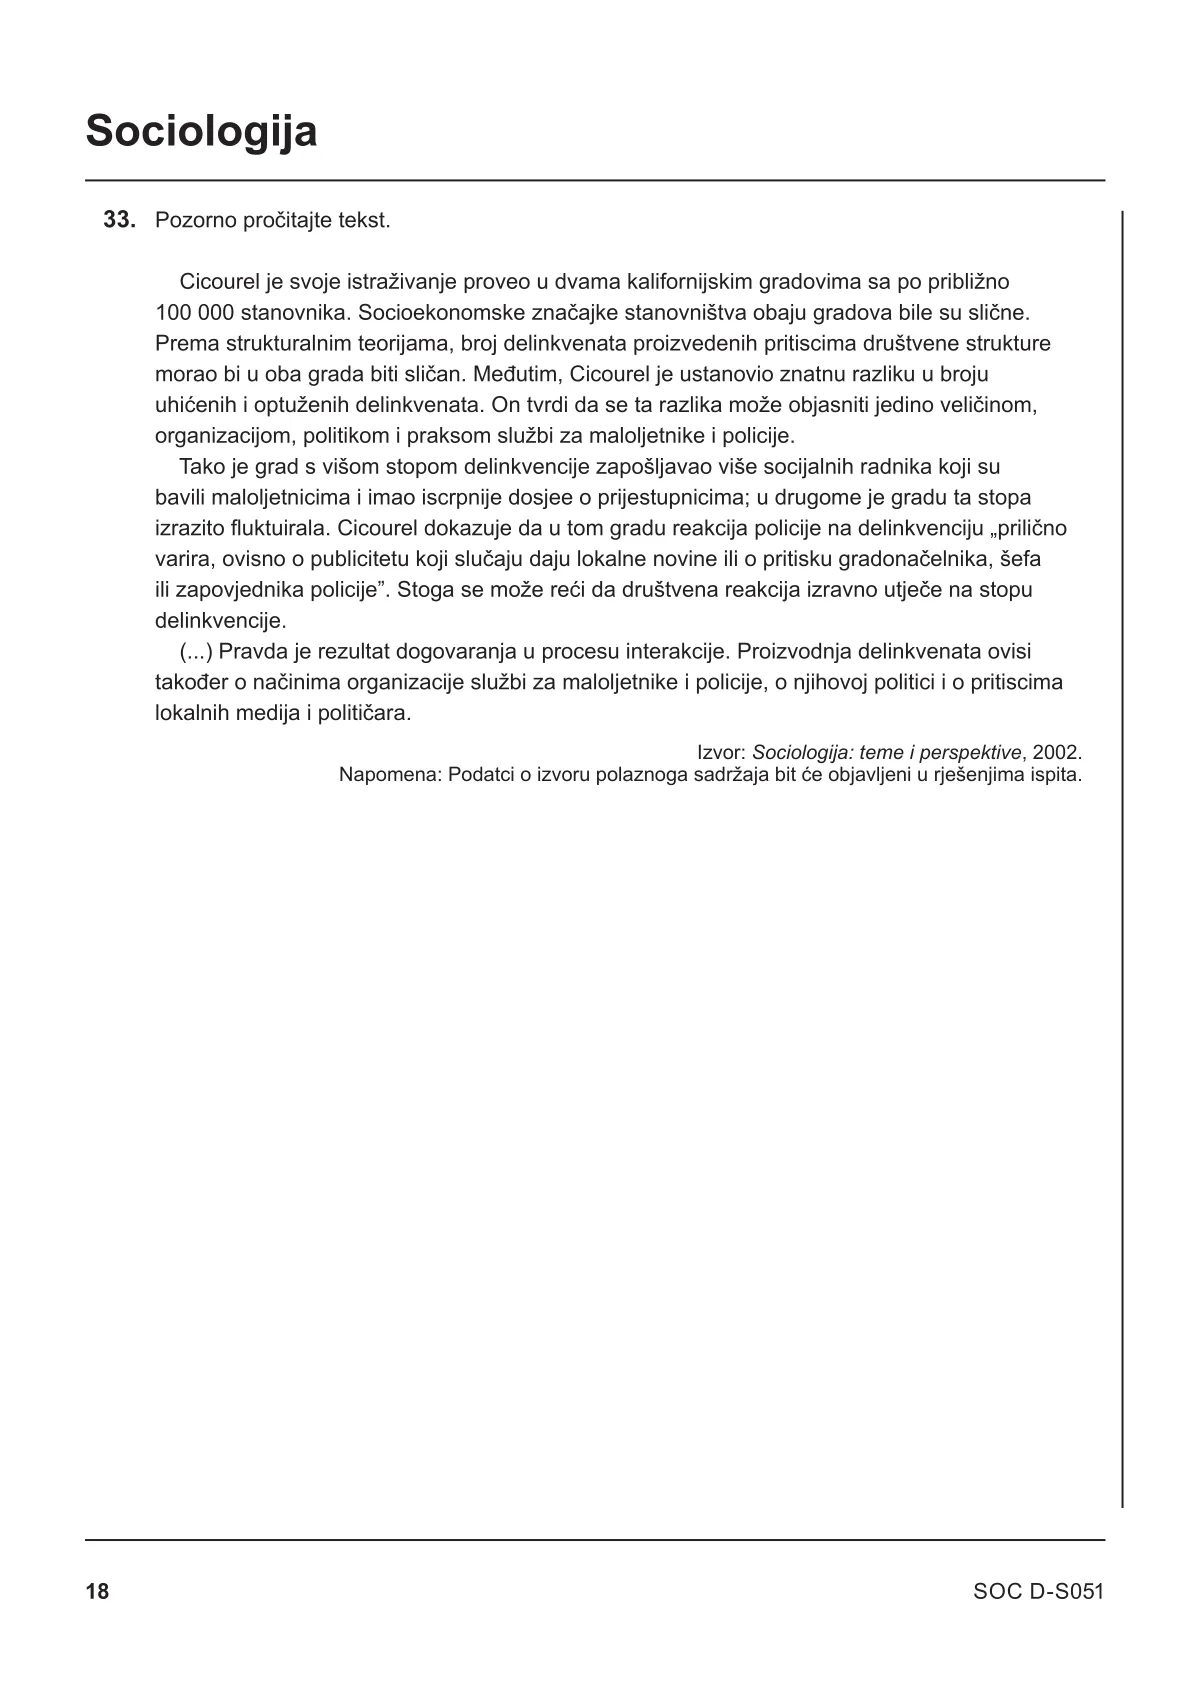 Sociologija
33. Pozorno pročitajte tekst.
Cicourel je svoje istraživanje proveo u dvama kalifornijskim gradovima sa po približno
100 000 stanovnika. Socioekonomske značajke stanovništva obaju gradova bile su slične.
Prema strukturalnim teorijama, broj delinkvenata proizvedenih pritiscima društvene strukture
morao bi u oba grada biti sličan. Međutim, Cicourel je ustanovio znatnu razliku u broju
uhićenih i optuženih delinkvenata. On tvrdi da se ta razlika može objasniti jedino veličinom,
organizacijom, politikom i praksom službi za maloljetnike i policije.
Tako je grad s višom stopom delinkvencije zapošljavao više socijalnih radnika koji su
bavili maloljetnicima i imao iscrpnije dosjee o prijestupnicima; u drugome je gradu ta stopa
izrazito fluktuirala. Cicourel dokazuje da u tom gradu reakcija policije na delinkvenciju „prilično
varira, ovisno o publicitetu koji slučaju daju lokalne novine ili o pritisku gradonačelnika, šefa
ili zapovjednika policije”. Stoga se može reći da društvena reakcija izravno utječe na stopu
delinkvencije.
(...) Pravda je rezultat dogovaranja u procesu interakcije. Proizvodnja delinkvenata ovisi
također o načinima organizacije službi za maloljetnike i policije, o njihovoj politici i o pritiscima
lokalnih medija i političara.
Izvor: Sociologija: teme i perspektive, 2002.
Napomena: Podatci o izvoru polaznoga sadržaja bit će objavljeni u rješenjima ispita.
18
SOC D-S051